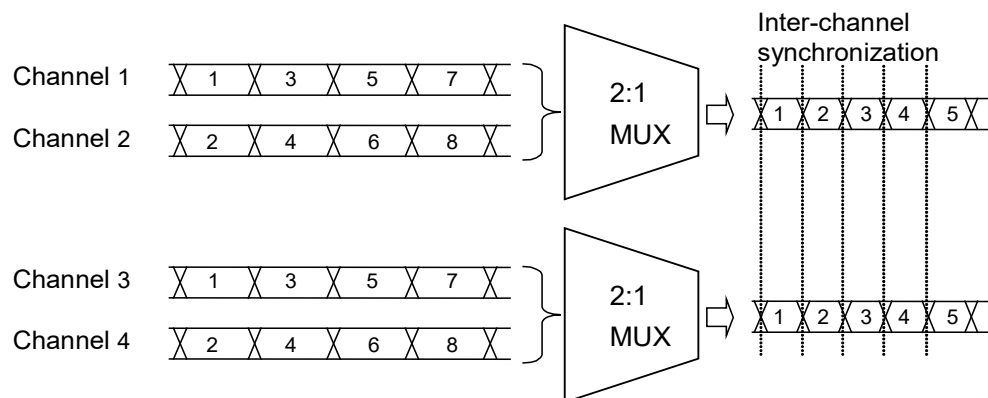 Inter-channel
synchronization
Channel 1
1 3 5 7
Channel 2
2 4 6 8
2:1
MUX
1 2 3 4 5
Channel 3
1 3 5 7
Channel 4
2 4 6 8
2:1
MUX
1 2 3 4 5